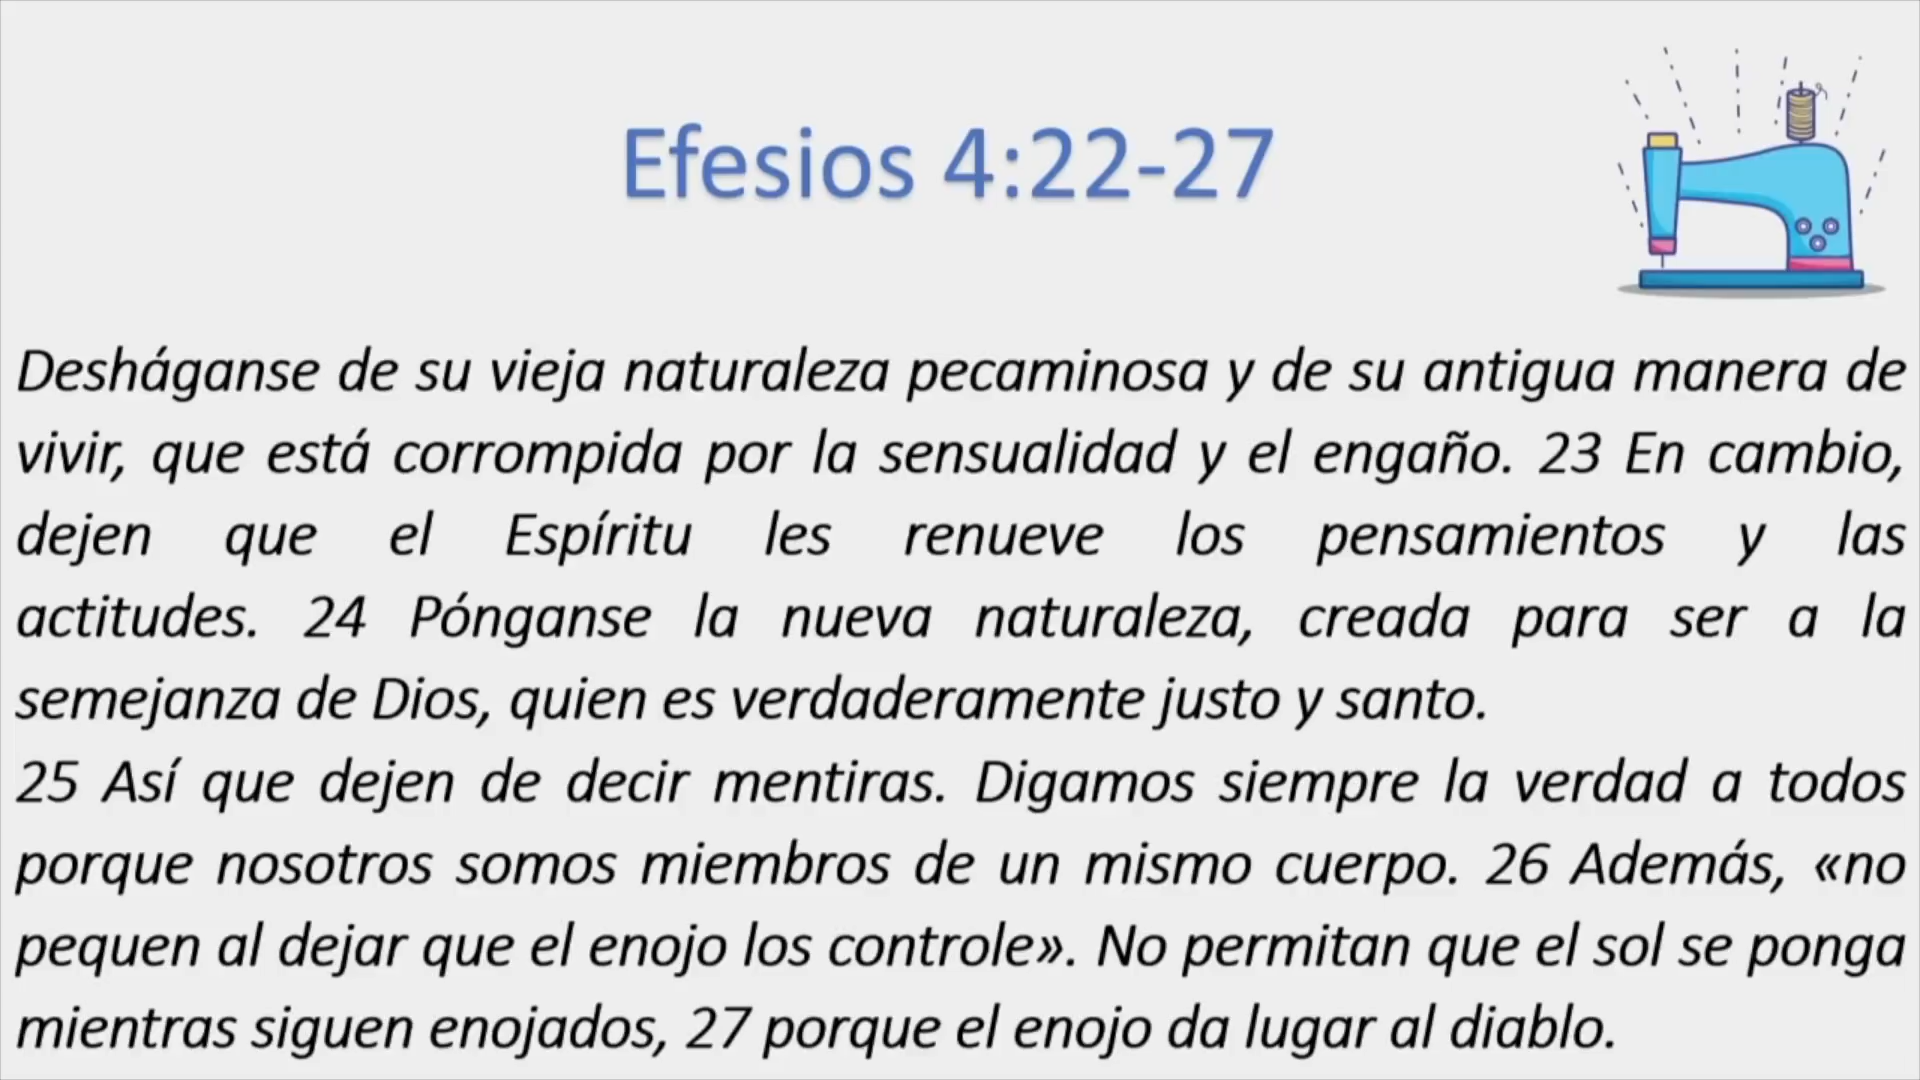 Efesios 4:22-27
Desháganse de su vieja naturaleza pecaminosa y de su antigua manera de
vivir, que está corrompida por la sensualidad y el engaño. 23 En cambio,
dejen que el Espíritu les renueve los pensamientos y las
actitudes. 24 Pónganse la nueva naturaleza, creada para ser a la
semejanza de Dios, quien es verdaderamente justo y santo.
25 Así que dejen de decir mentiras. Digamos siempre la verdad a todos
porque nosotros somos miembros de un mismo cuerpo. 26 Además, «no
pequen al dejar que el enojo los controle». No permitan que el sol se ponga
mientras siguen enojados, 27 porque el enojo da lugar al diablo.